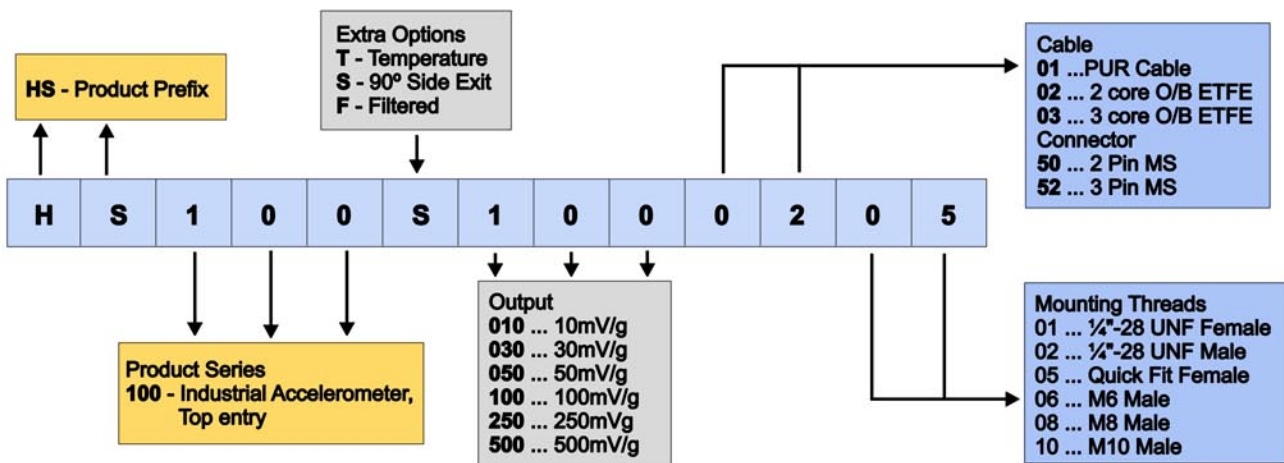 Extra Options
T - Temperature
S - 90º Side Exit
F - Filtered
HS - Product Prefix
Cable
01 ...PUR Cable
02 ... 2 core O/B ETFE
03 ... 3 core O/B ETFE
Connector
50 ... 2 Pin MS
52 ... 3 Pin MS
H S 1 0 0 S 1 0 0 0 2 0 5
Product Series
100 - Industrial Accelerometer,
Top entry
Output
010 ... 10mV/g
030 ... 30mV/g
050 ... 50mV/g
100 ... 100mV/g
250 ... 250mVg
500 ... 500mV/g
Mounting Threads
01 ... ¼"-28 UNF Female
02 ... ¼"-28 UNF Male
05 ... Quick Fit Female
06 ... M6 Male
08 ... M8 Male
10 ... M10 Male